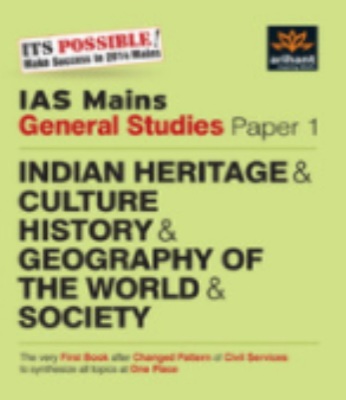 ITS POSSIBLE!
Make Success in 2014 Mains
arihant
IAS Mains
General Studies Paper 1
INDIAN HERITAGE &
CULTURE
HISTORY &
GEOGRAPHY OF
THE WORLD &
SOCIETY
The very First Book after Changed Pattern of Civil Services
to synthesize all topics at One Place